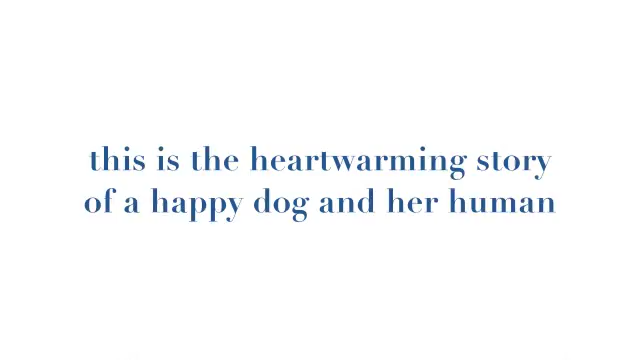 this is the heartwarming story
of a happy dog and her human